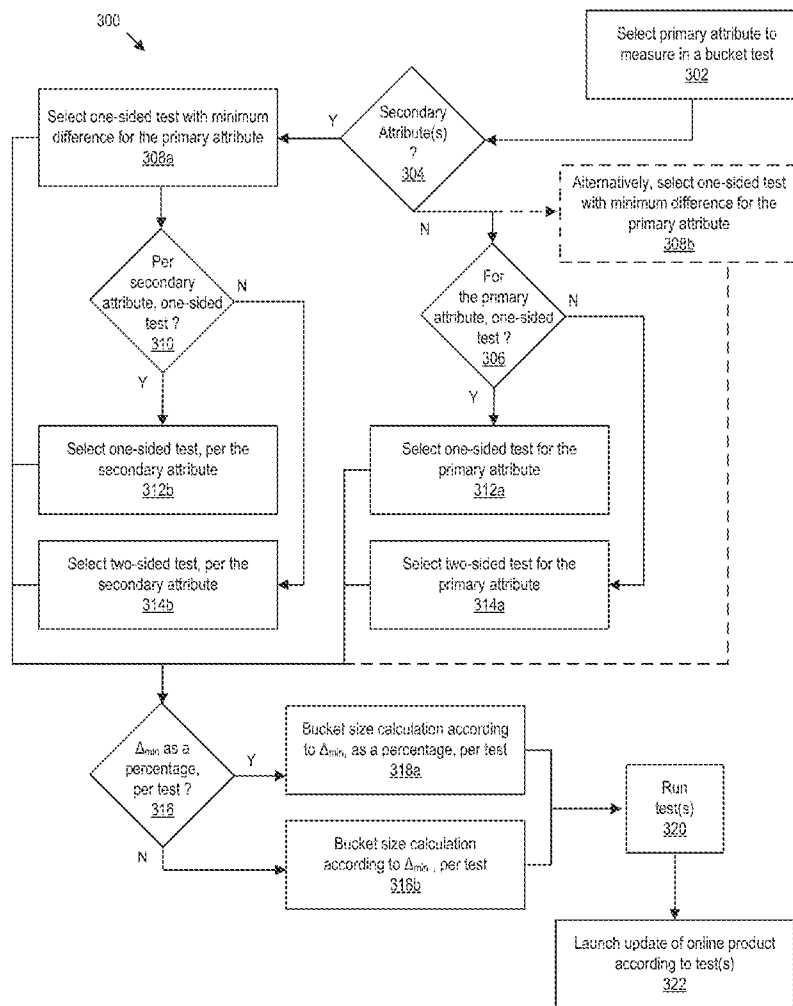 300
Select primary attribute to
measure in a bucket test
302
Secondary
Attribute(s)
?
304
Y
N
Select one-sided test with minimum
difference for the primary attribute
308a
Alternatively, select one-sided test
with minimum difference for the
primary attribute
308b
Per
secondary
attribute, one-sided
test ?
310
N
Y
For
the primary
attribute, one-sided
test ?
306
N
Y
Select one-sided test, per the
secondary attribute
312b
Select one-sided test for the
primary attribute
312a
Select two-sided test, per the
secondary attribute
314b
Select two-sided test for the
primary attribute
314a
Δmin as a
percentage,
per test ?
316
Y
N
Bucket size calculation according
to Δmin, as a percentage, per test
318a
Bucket size calculation
according to Δmin , per test
318b
Run
test(s)
320
Launch update of online product
according to test(s)
322